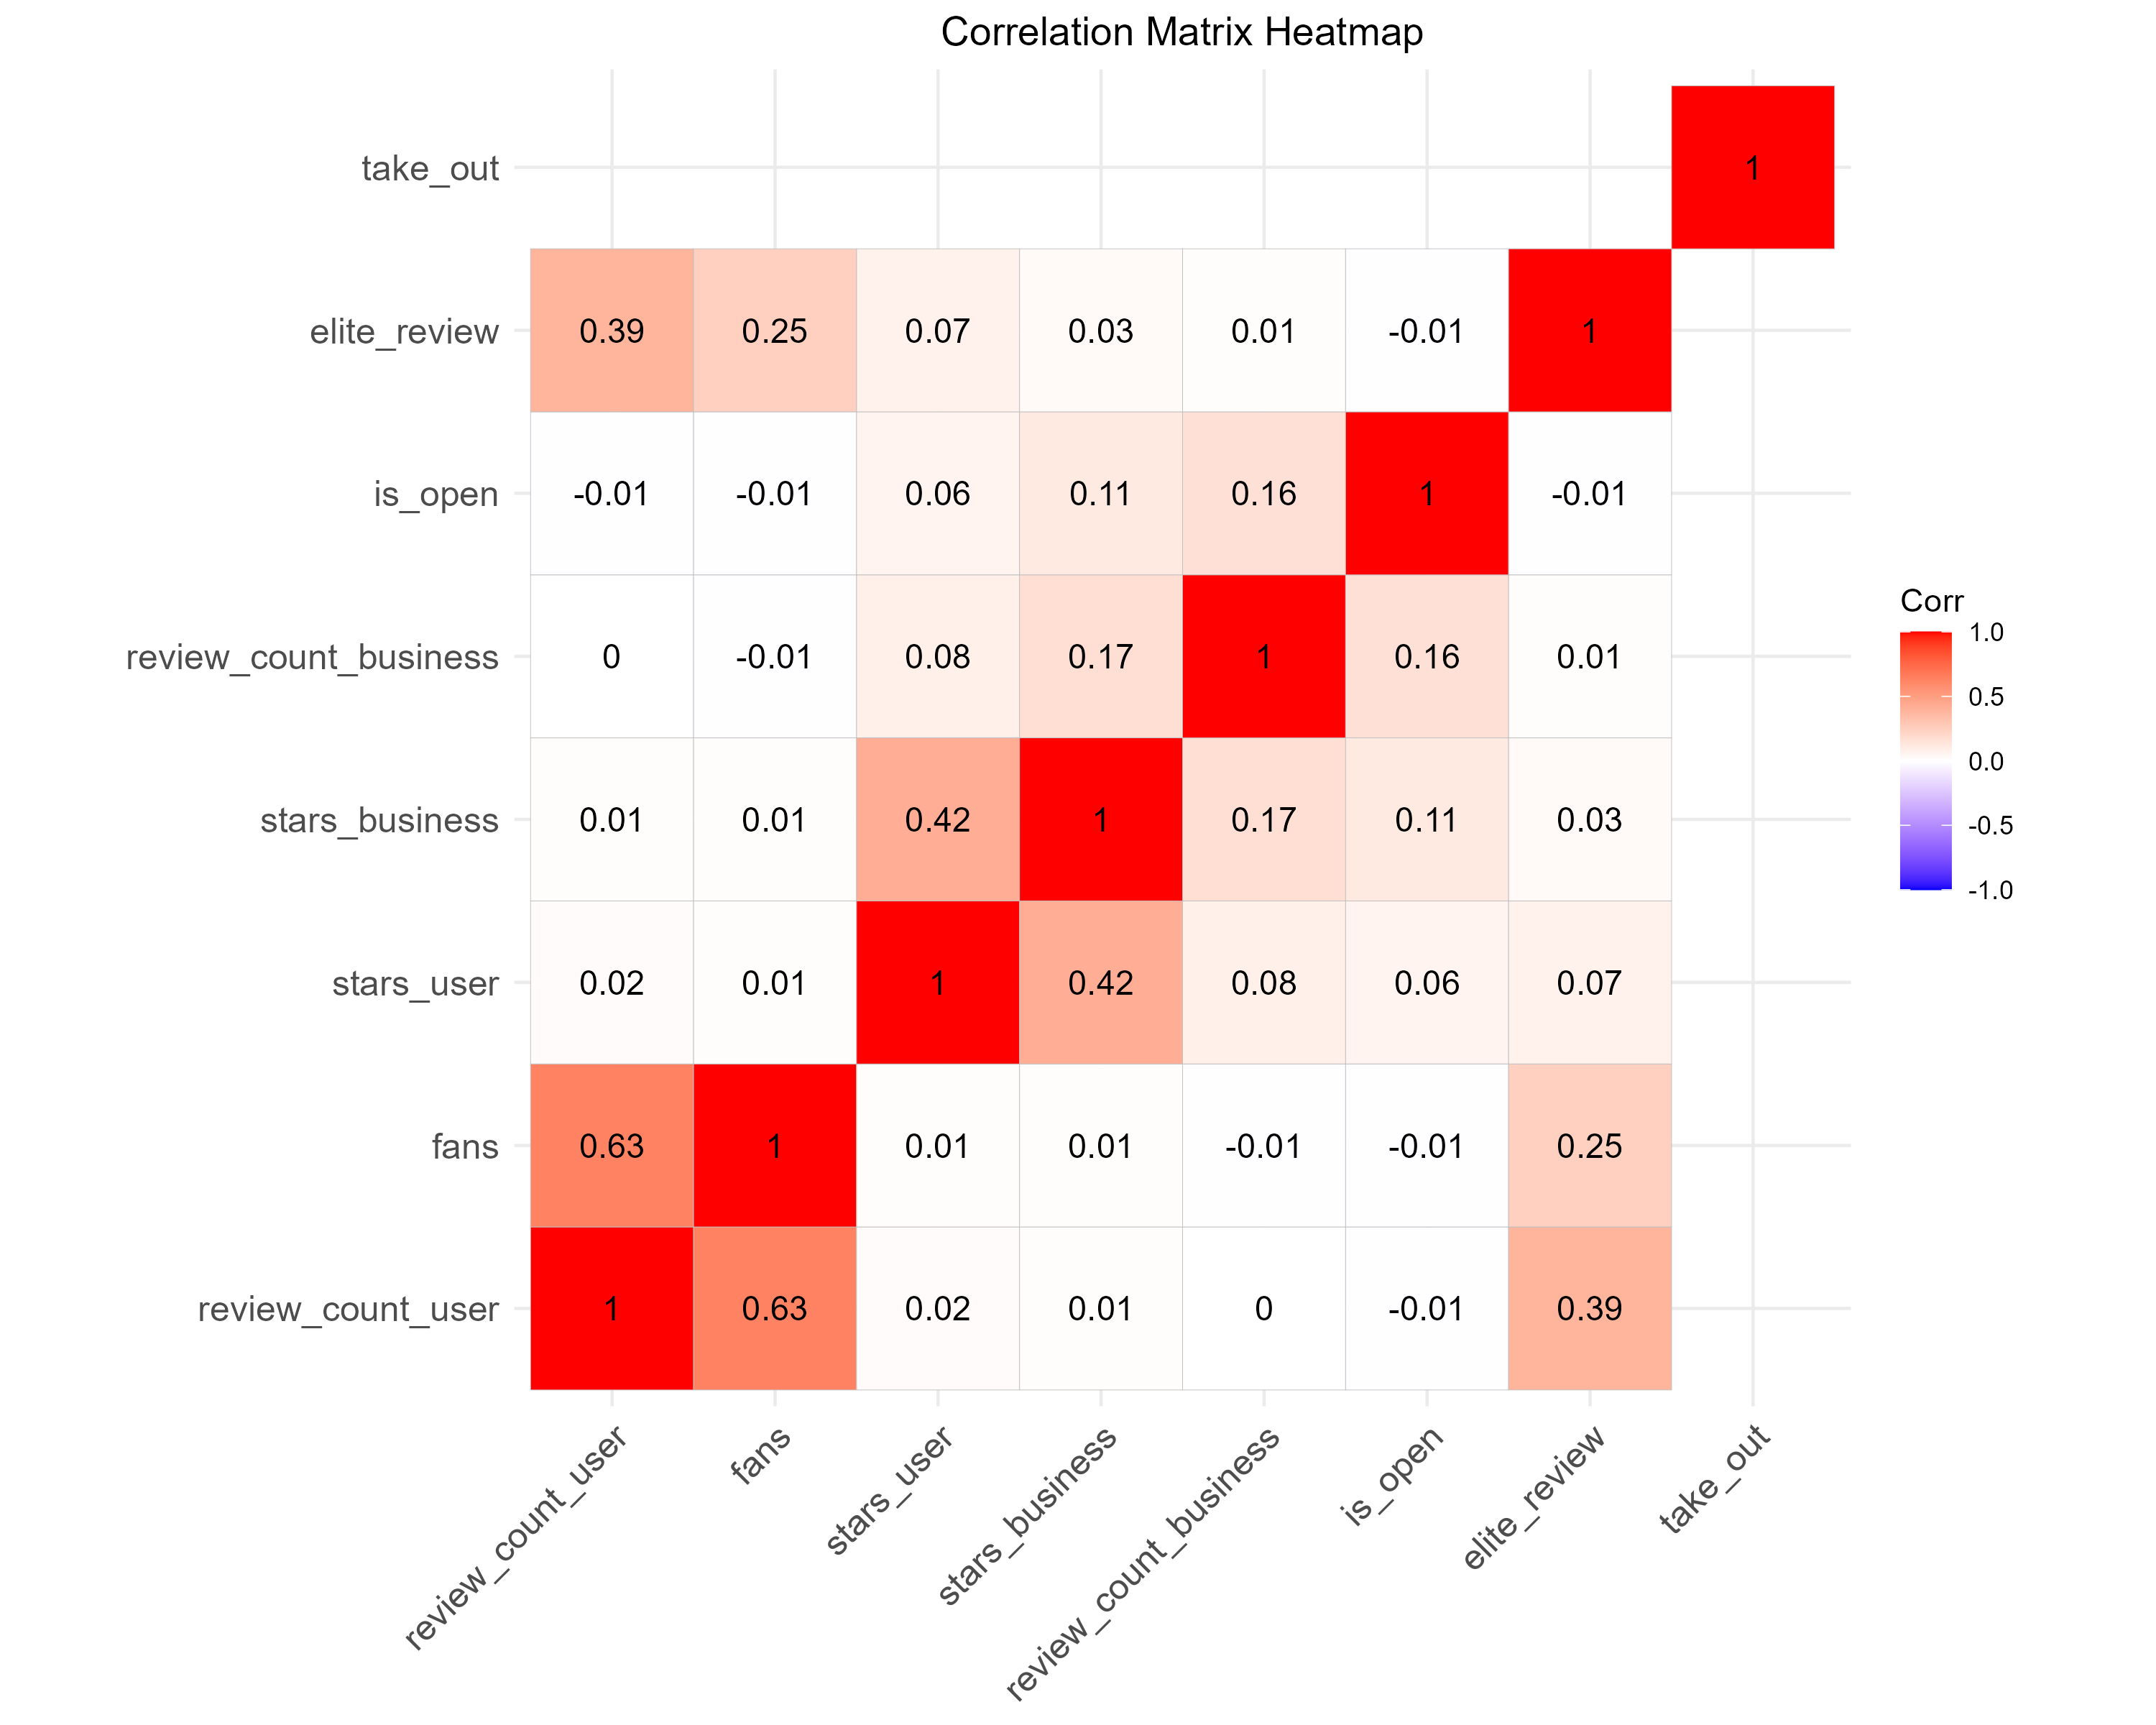 Correlation Matrix Heatmap
take_out 1
elite_review 0.39 0.25 0.07 0.03 0.01 -0.01 1
is_open -0.01 -0.01 0.06 0.11 0.16 1 -0.01
review_count_business 0 -0.01 0.08 0.17 1 0.16 0.01
stars_business 0.01 0.01 0.42 1 0.17 0.11 0.03
stars_user 0.02 0.01 1 0.42 0.08 0.06 0.07
fans 0.63 1 0.01 0.01 -0.01 -0.01 0.25
review_count_user 1 0.63 0.02 0.01 0 -0.01 0.39
review_count_user
fans
stars_user
stars_business
review_count_business
is_open
elite_review
take_out
Corr
1.0
0.5
0.0
-0.5
-1.0